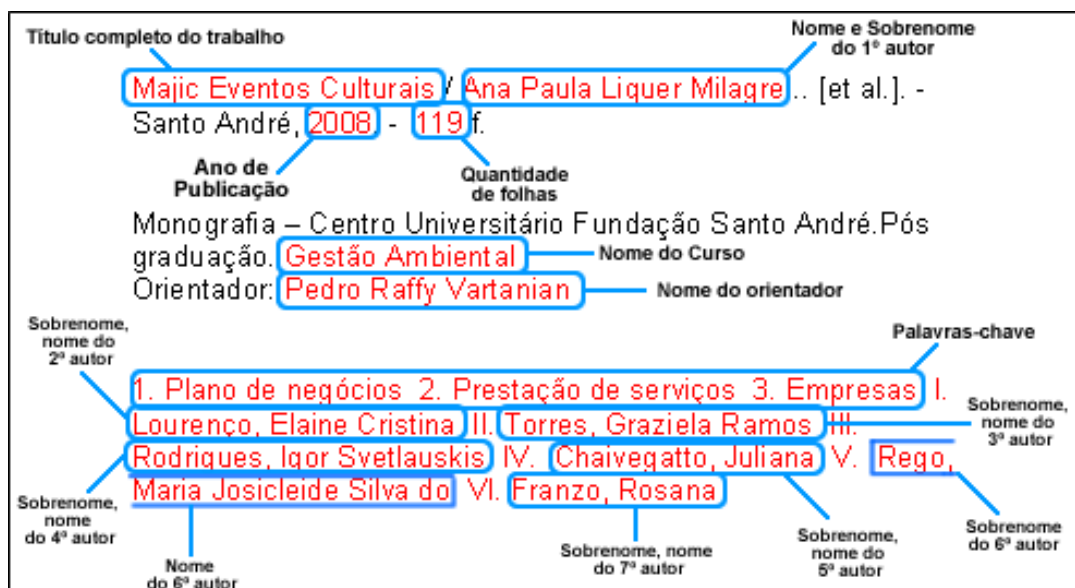 Título completo do trabalho
Nome e Sobrenome
do 1º autor
Majic Eventos Culturais / Ana Paula Liquer Milagre... [et al.]. -
Santo André, 2008. - 119 f.
Ano de
Publicação
Quantidade
de folhas
Monografia – Centro Universitário Fundação Santo André.Pós
graduação. Gestão Ambiental
Nome do Curso
Orientador: Pedro Raffy Vartanian
Nome do orientador
Sobrenome,
nome do
2º autor
Palavras-chave
1. Plano de negócios 2. Prestação de serviços 3. Empresas I.
Lourenço, Elaine Cristina II. Torres, Graziela Ramos III.
Sobrenome,
nome do
3º autor
Rodrigues, Igor Svetlauskis IV. Chaivegatto, Juliana V. Rego,
Maria Josicleide Silva do VI. Franzo, Rosana
Sobrenome,
nome
do 4º autor
Nome
do 6º autor
Sobrenome, nome
do 7º autor
Sobrenome,
nome do
5º autor
Sobrenome
do 6º autor